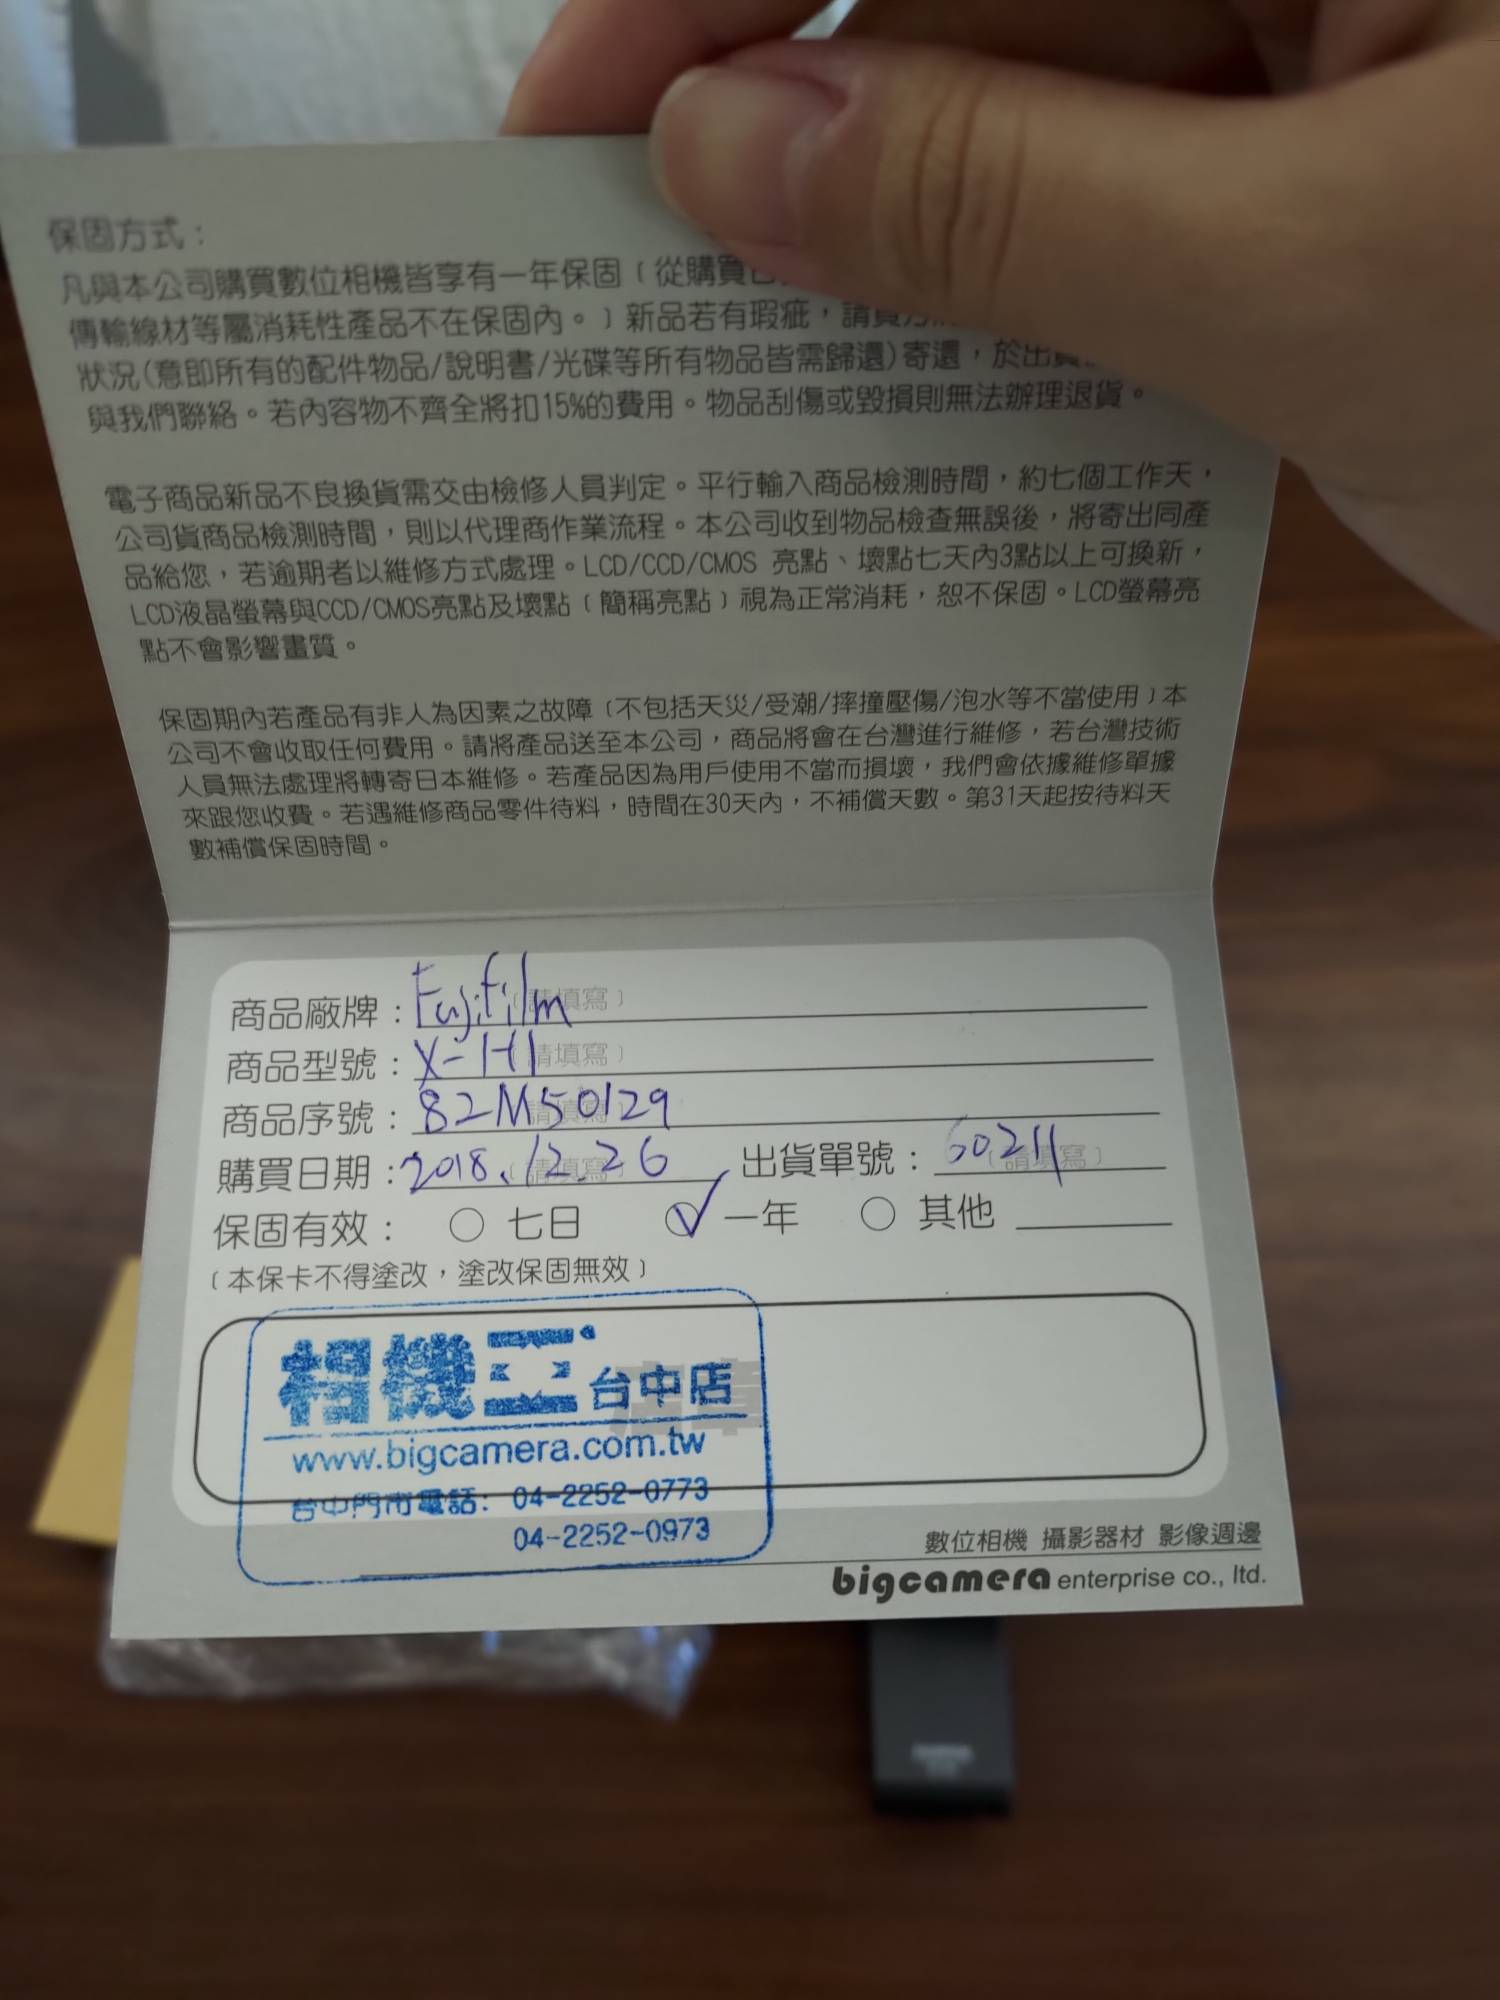 保固方式：
凡與本公司購買數位相機皆享有一年保固﹝從購買
傳輸線材等屬消耗性產品不在保固內。﹞新品若有瑕疵，請
狀況(意即所有的配件物品/說明書/光碟等所有物品皆需歸還)寄還，於出貨
與我們聯絡。若內容物不齊全將扣15%的費用。物品刮傷或毀損則無法辦理退貨。
電子商品新品不良換貨需交由檢修人員判定。平行輸入商品檢測時間，約七個工作天，
公司貨商品檢測時間，則以代理商作業流程。本公司收到物品檢查無誤後，將寄出同產
品給您，若逾期者以維修方式處理。LCD/CCD/CMOS 亮點、壞點七天內3點以上可換新，
LCD液晶螢幕與CCD/CMOS亮點及壞點﹝簡稱亮點﹞視為正常消耗，恕不保固。LCD螢幕亮
點不會影響畫質。
保固期內若產品有非人為因素之故障﹝不包括天災/受潮/摔撞壓傷/泡水等不當使用﹞本
公司不會收取任何費用。請將產品送至本公司，商品將會在台灣進行維修，若台灣技術
人員無法處理將轉寄日本維修。若產品因為用戶使用不當而損壞，我們會依據維修單據
來跟您收費。若遇維修商品零件待料，時間在30天內，不補償天數。第31天起按待料天
數補償保固時間。
商品廠牌：Fujifilm﹝請填寫﹞
商品型號：X-H1﹝請填寫﹞
商品序號：82M50129 請填寫
購買日期：2018.12.26﹝請填寫﹞ 出貨單號：60211﹝請填寫﹞
保固有效： ○ 七日 ✓ 一年 ○ 其他
﹝本保卡不得塗改，塗改保固無效﹞
相機王 台中店 店章
www.bigcamera.com.tw
台中門市電話: 04-2252-0773
04-2252-0973
數位相機 攝影器材 影像週邊
bigcamera enterprise co., ltd.